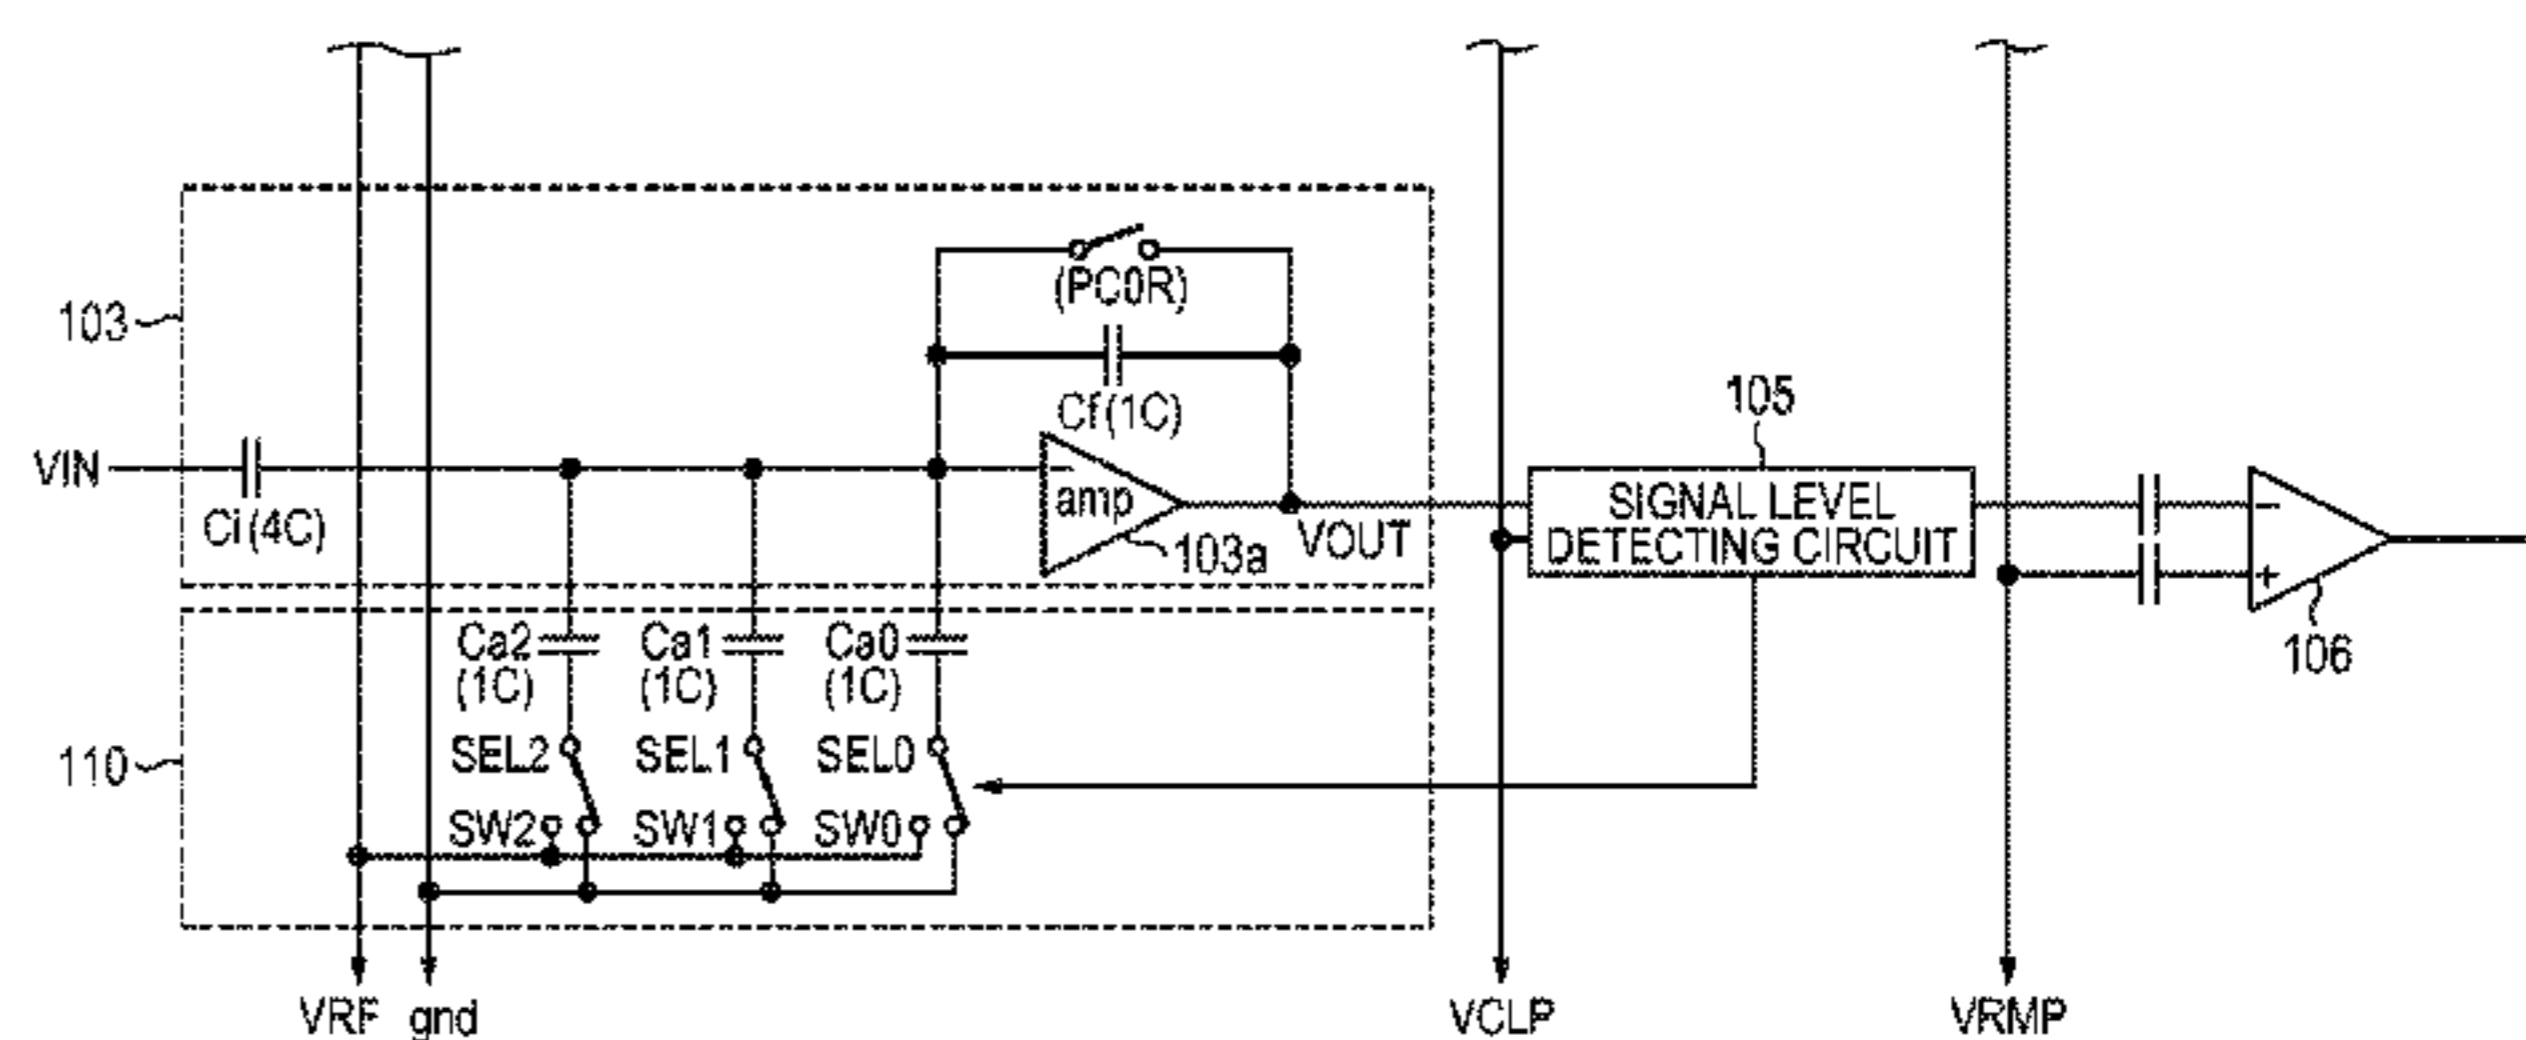 103
(PC0R)
Cf(1C)
VIN
Ci(4C)
−
amp
103a
VOUT
105
SIGNAL LEVEL
DETECTING CIRCUIT
−
+
106
110
Ca2
(1C)
Ca1
(1C)
Ca0
(1C)
SEL2
SEL1
SEL0
SW2
SW1
SW0
VRF
gnd
VCLP
VRMP